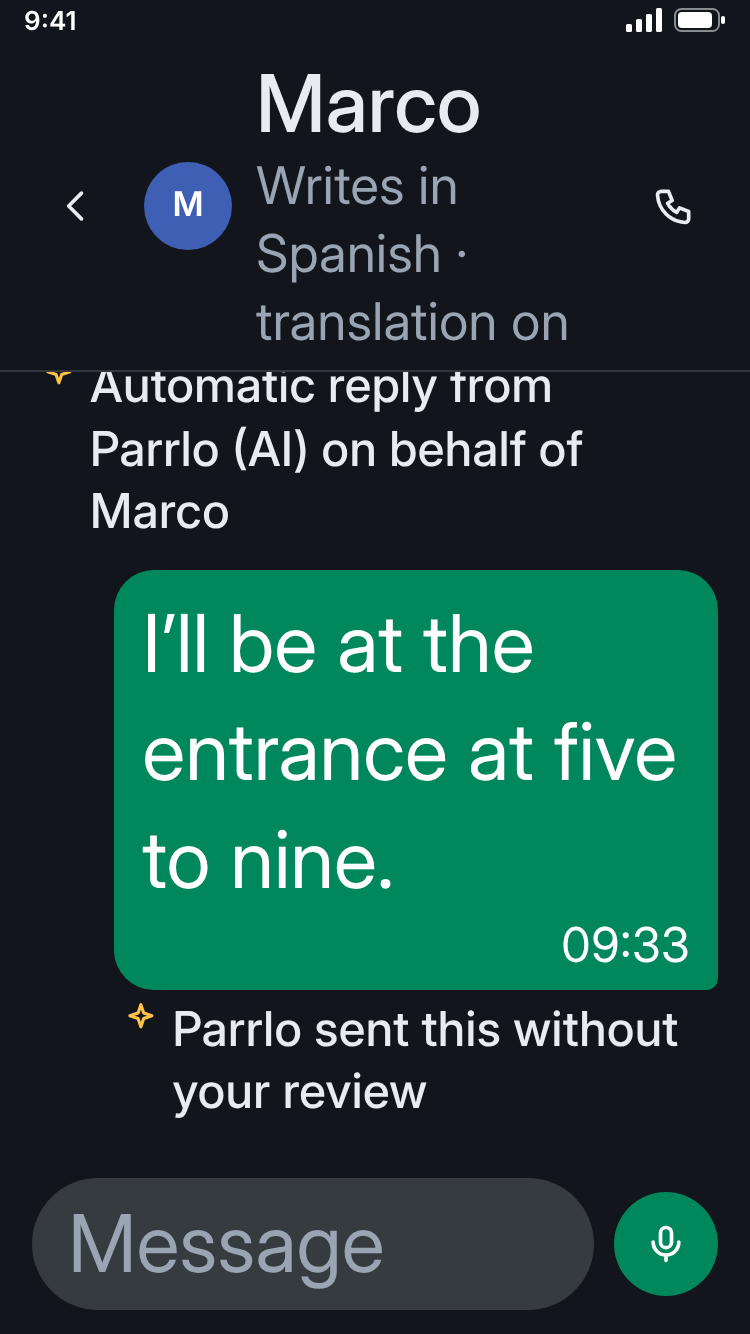 9:41
Marco
M
Writes in
Spanish ·
translation on
Automatic reply from
Parrlo (AI) on behalf of
Marco
I’ll be at the
entrance at five
to nine.
09:33
Parrlo sent this without
your review
Message